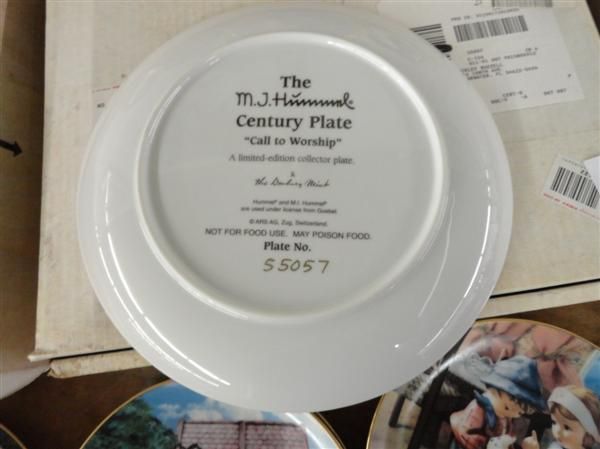 The
M.J. Hummel®
Century Plate
"Call to Worship"
A limited-edition collector plate.
&
The Danbury Mint
Hummel® and M.I. Hummel®
are used under license from Goebel.
© ARS AG, Zug, Switzerland.
NOT FOR FOOD USE. MAY POISON FOOD.
Plate No.
S5057